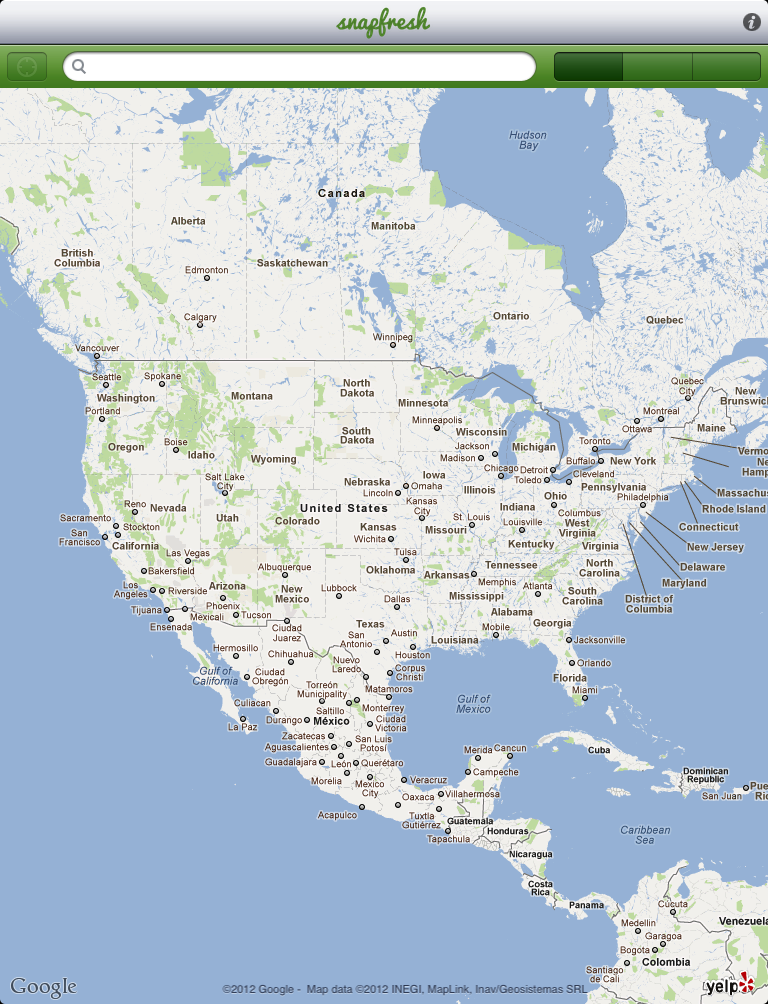 snapfresh
i
Hudson
Bay
Canada
Alberta
Manitoba
British
Columbia
Saskatchewan
Edmonton
Calgary
Ontario
Quebec
Winnipeg
Vancouver
Seattle
Spokane
Washington
Portland
Montana
North
Dakota
Minnesota
Minneapolis
Quebec
City
Montreal
Ottawa
New
Brunswick
Maine
Oregon
Boise
Idaho
Wyoming
South
Dakota
Wisconsin
Jackson
Madison
Michigan
Toronto
Buffalo
New York
Vermo
Ne
Hamp
Salt Lake
City
Nebraska
Lincoln
Omaha
Iowa
Chicago
Detroit
Toledo
Cleveland
Illinois
Pennsylvania
Philadelphia
Massachus
Rhode Island
Connecticut
Reno
Nevada
Utah
Colorado
United States
Kansas
City
Indiana
Ohio
Columbus
Sacramento
Stockton
San
Francisco
California
Kansas
Wichita
Missouri
St. Louis
Louisville
West
Virginia
Kentucky
Virginia
New Jersey
Delaware
Maryland
District of
Columbia
Las Vegas
Bakersfield
Albuquerque
Tulsa
Oklahoma
Arkansas
Tennessee
Memphis
North
Carolina
Los
Angeles
Riverside
Arizona
Phoenix
New
Mexico
Lubbock
Dallas
Mississippi
Atlanta
South
Carolina
Alabama
Georgia
Tijuana
Mexicali
Tucson
Ensenada
Ciudad
Juarez
Texas
Austin
San
Antonio
Houston
Louisiana
Mobile
Jacksonville
Orlando
Florida
Miami
Hermosillo
Chihuahua
Nuevo
Laredo
Corpus
Christi
Gulf of
California
Ciudad
Obregón
Torreón
Municipality
Matamoros
Gulf of
Mexico
Culiacan
Saltillo
Monterrey
La Paz
Durango
México
Ciudad
Victoria
Zacatecas
San Luis
Potosí
Aguascalientes
Guadalajara
León
Querétaro
Merida
Cancun
Campeche
Cuba
Dominican
Republic
San Juan
Pue
Ri
Morelia
Mexico
City
Veracruz
Villahermosa
Oaxaca
Acapulco
Tuxtla
Gutiérrez
Tapachula
Guatemala
Honduras
Nicaragua
Caribbean
Sea
Costa
Rica
Panama
Cúcuta
Medellin
Garagoa
Bogota
Venezuela
Colombia
Santiago
de Cali
Google
©2012 Google - Map data ©2012 INEGI, MapLink, Inav/Geosistemas SRL
yelp